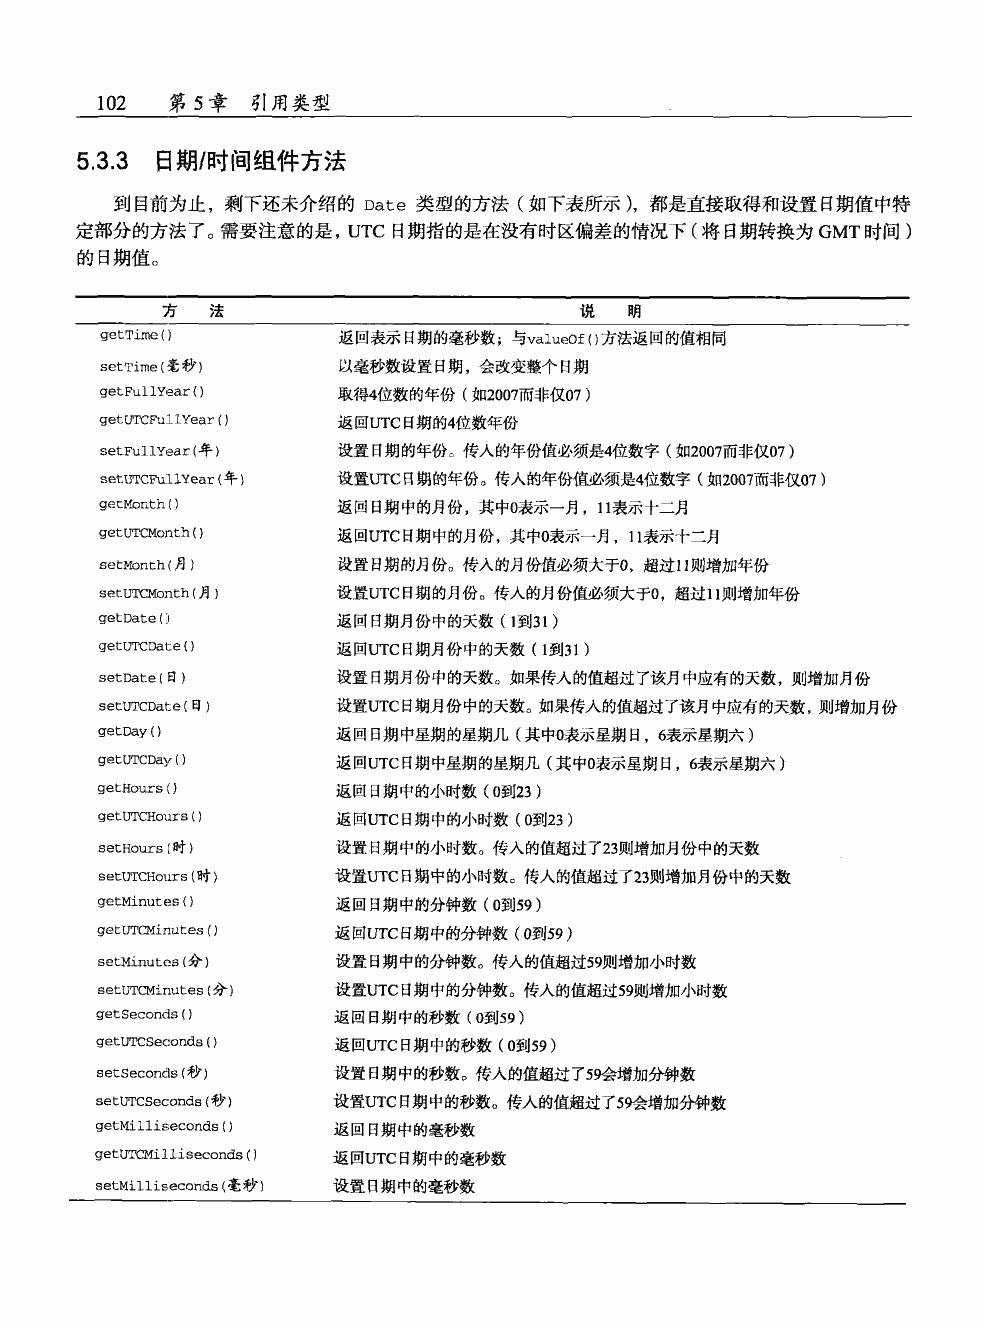 102 第5章 引用类型
5.3.3 日期/时间组件方法
到目前为止，剩下还未介绍的 Date 类型的方法（如下表所示），都是直接取得和设置日期值中特
定部分的方法了。需要注意的是，UTC 日期指的是在没有时区偏差的情况下（将日期转换为 GMT 时间）
的日期值。
方 法 说 明
getTime() 返回表示日期的毫秒数；与valueOf()方法返回的值相同
setTime(毫秒) 以毫秒数设置日期，会改变整个日期
getFullYear() 取得4位数的年份（如2007而非仅07）
getUTCFullYear() 返回UTC日期的4位数年份
setFullYear(年) 设置日期的年份。传入的年份值必须是4位数字（如2007而非仅07）
setUTCFullYear(年) 设置UTC日期的年份。传入的年份值必须是4位数字（如2007而非仅07）
getMonth() 返回日期中的月份，其中0表示一月，11表示十二月
getUTCMonth() 返回UTC日期中的月份，其中0表示一月，11表示十二月
setMonth(月) 设置日期的月份。传入的月份值必须大于0，超过11则增加年份
setUTCMonth(月) 设置UTC日期的月份。传入的月份值必须大于0，超过11则增加年份
getDate() 返回日期月份中的天数（1到31）
getUTCDate() 返回UTC日期月份中的天数（1到31）
setDate(日) 设置日期月份中的天数。如果传入的值超过了该月中应有的天数，则增加月份
setUTCDate(日) 设置UTC日期月份中的天数。如果传入的值超过了该月中应有的天数，则增加月份
getDay() 返回日期中星期的星期几（其中0表示星期日，6表示星期六）
getUTCDay() 返回UTC日期中星期的星期几（其中0表示星期日，6表示星期六）
getHours() 返回日期中的小时数（0到23）
getUTCHours() 返回UTC日期中的小时数（0到23）
setHours(时) 设置日期中的小时数。传入的值超过了23则增加月份中的天数
setUTCHours(时) 设置UTC日期中的小时数。传入的值超过了23则增加月份中的天数
getMinutes() 返回日期中的分钟数（0到59）
getUTCMinutes() 返回UTC日期中的分钟数（0到59）
setMinutes(分) 设置日期中的分钟数。传入的值超过59则增加小时数
setUTCMinutes(分) 设置UTC日期中的分钟数。传入的值超过59则增加小时数
getSeconds() 返回日期中的秒数（0到59）
getUTCSeconds() 返回UTC日期中的秒数（0到59）
setSeconds(秒) 设置日期中的秒数。传入的值超过了59会增加分钟数
setUTCSeconds(秒) 设置UTC日期中的秒数。传入的值超过了59会增加分钟数
getMilliseconds() 返回日期中的毫秒数
getUTCMilliseconds() 返回UTC日期中的毫秒数
setMilliseconds(毫秒) 设置日期中的毫秒数